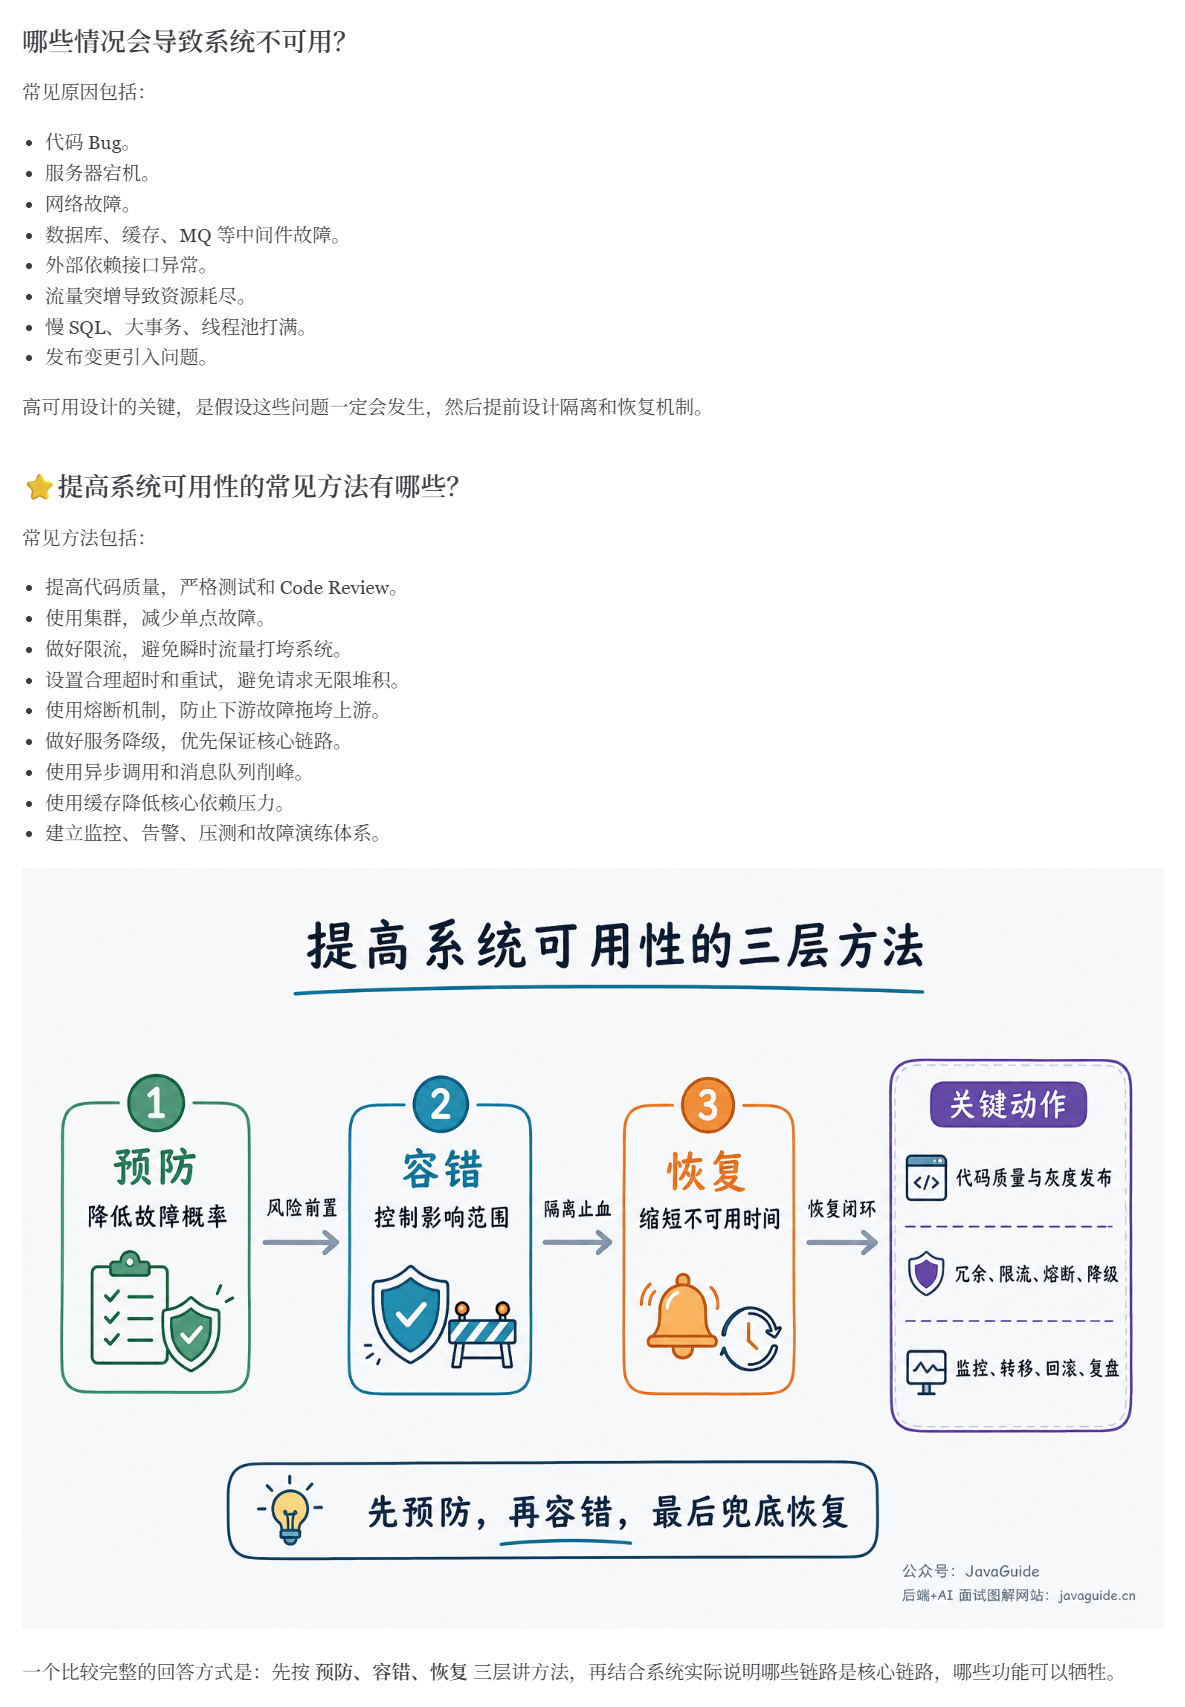 哪些情况会导致系统不可用？
常见原因包括：
代码 Bug。
服务器宕机。
网络故障。
数据库、缓存、MQ 等中间件故障。
外部依赖接口异常。
流量突增导致资源耗尽。
慢 SQL、大事务、线程池打满。
发布变更引入问题。
高可用设计的关键，是假设这些问题一定会发生，然后提前设计隔离和恢复机制。
⭐提高系统可用性的常见方法有哪些？
常见方法包括：
提高代码质量，严格测试和 Code Review。
使用集群，减少单点故障。
做好限流，避免瞬时流量打垮系统。
设置合理超时和重试，避免请求无限堆积。
使用熔断机制，防止下游故障拖垮上游。
做好服务降级，优先保证核心链路。
使用异步调用和消息队列削峰。
使用缓存降低核心依赖压力。
建立监控、告警、压测和故障演练体系。
提高系统可用性的三层方法
1
预防
降低故障概率
风险前置
2
容错
控制影响范围
隔离止血
3
恢复
缩短不可用时间
恢复闭环
关键动作
代码质量与灰度发布
冗余、限流、熔断、降级
监控、转移、回滚、复盘
先预防，再容错，最后兜底恢复
公众号：JavaGuide
后端+AI 面试图解网站：javaguide.cn
一个比较完整的回答方式是：先按 预防、容错、恢复 三层讲方法，再结合系统实际说明哪些链路是核心链路，哪些功能可以牺牲。